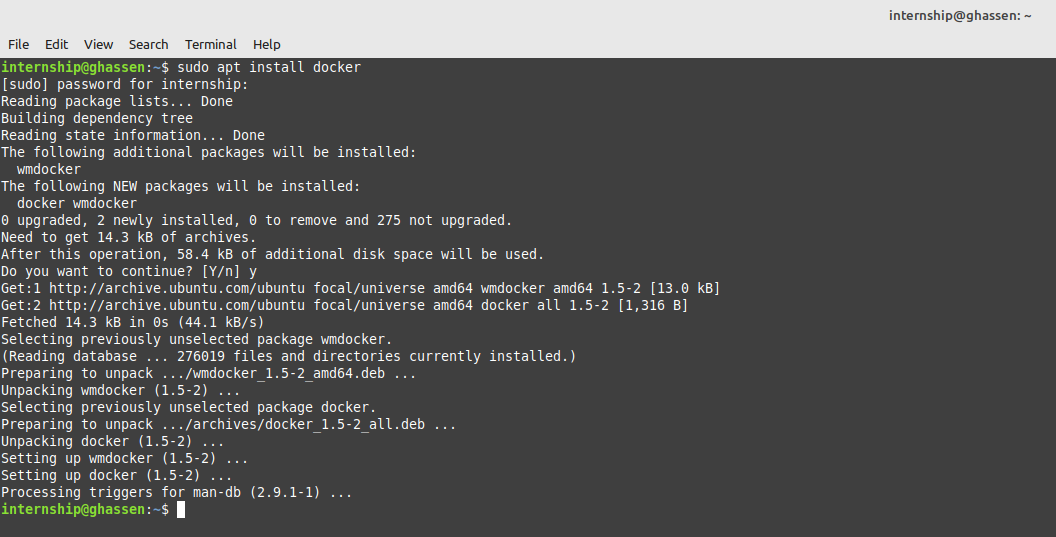 internship@ghassen: ~
File Edit View Search Terminal Help
internship@ghassen:~$ sudo apt install docker
[sudo] password for internship:
Reading package lists... Done
Building dependency tree
Reading state information... Done
The following additional packages will be installed:
  wmdocker
The following NEW packages will be installed:
  docker wmdocker
0 upgraded, 2 newly installed, 0 to remove and 275 not upgraded.
Need to get 14.3 kB of archives.
After this operation, 58.4 kB of additional disk space will be used.
Do you want to continue? [Y/n] y
Get:1 http://archive.ubuntu.com/ubuntu focal/universe amd64 wmdocker amd64 1.5-2 [13.0 kB]
Get:2 http://archive.ubuntu.com/ubuntu focal/universe amd64 docker all 1.5-2 [1,316 B]
Fetched 14.3 kB in 0s (44.1 kB/s)
Selecting previously unselected package wmdocker.
(Reading database ... 276019 files and directories currently installed.)
Preparing to unpack .../wmdocker_1.5-2_amd64.deb ...
Unpacking wmdocker (1.5-2) ...
Selecting previously unselected package docker.
Preparing to unpack .../archives/docker_1.5-2_all.deb ...
Unpacking docker (1.5-2) ...
Setting up wmdocker (1.5-2) ...
Setting up docker (1.5-2) ...
Processing triggers for man-db (2.9.1-1) ...
internship@ghassen:~$